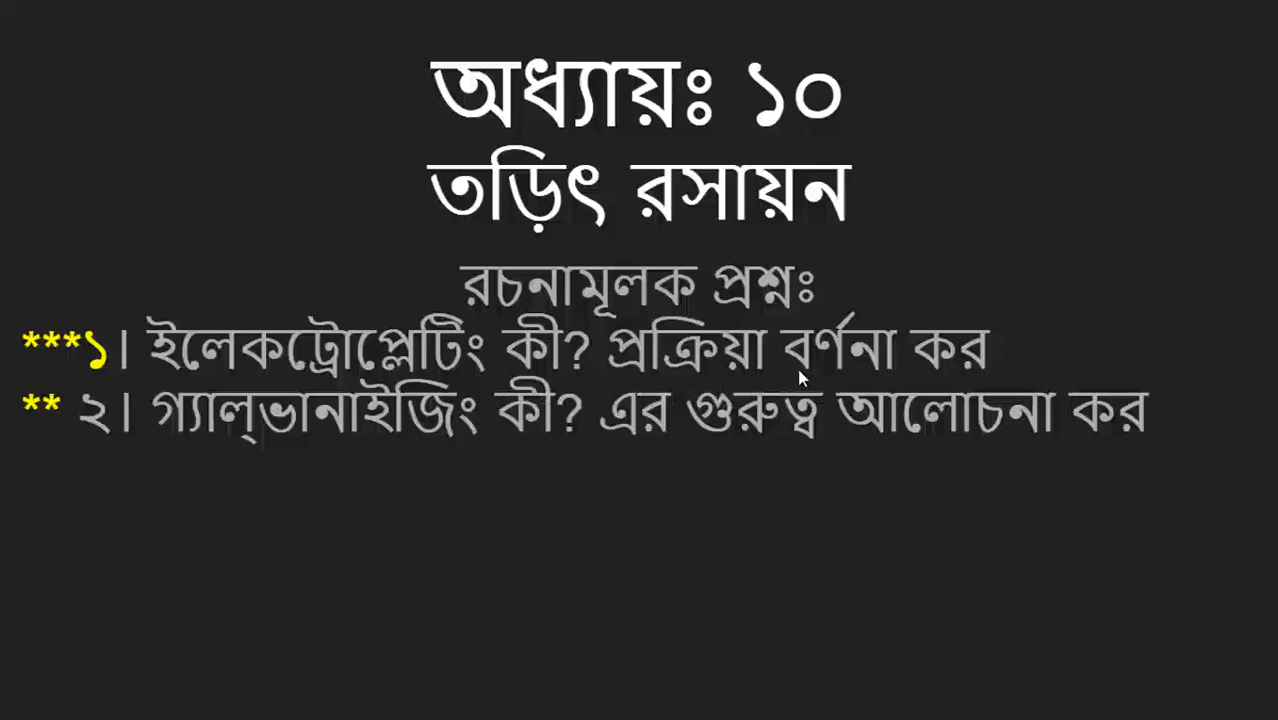 অধ্যায়ঃ ১০
তড়িৎ রসায়ন
রচনামূলক প্রশ্নঃ
***১। ইলেকট্রোপ্লেটিং কী? প্রক্রিয়া বর্ণনা কর
** ২। গ্যাল্‌ভানাইজিং কী? এর গুরুত্ব আলোচনা কর